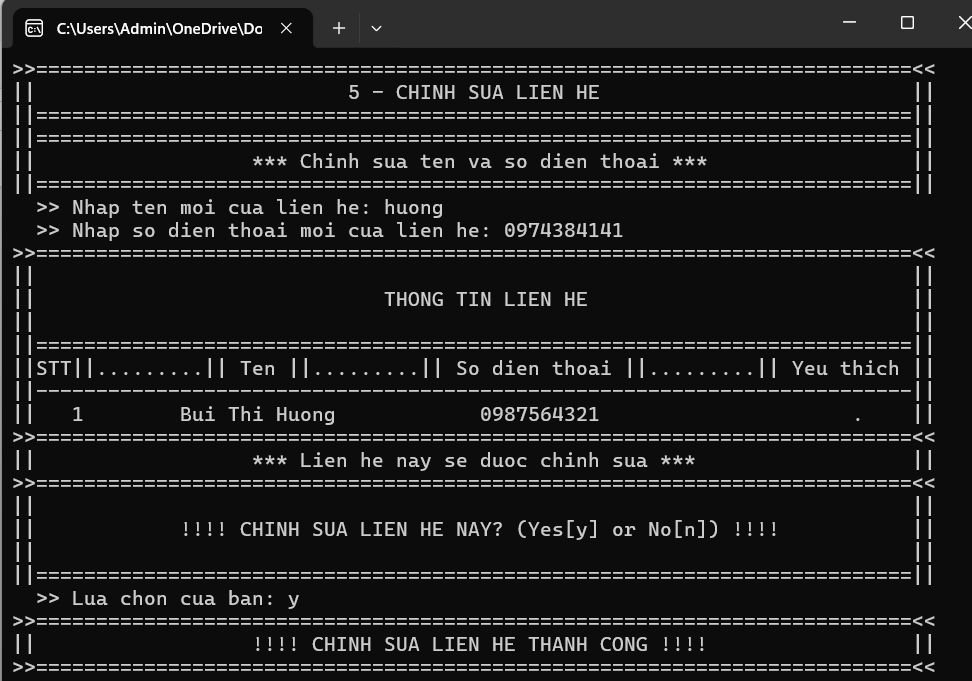 C:\Users\Admin\OneDrive\Do
>>=========================================================================<<
|| 5 - CHINH SUA LIEN HE ||
||=========================================================================||
||=========================================================================||
|| *** Chinh sua ten va so dien thoai *** ||
||=========================================================================||
>> Nhap ten moi cua lien he: huong
>> Nhap so dien thoai moi cua lien he: 0974384141
>>=========================================================================<<
|| ||
|| THONG TIN LIEN HE ||
|| ||
||=========================================================================||
||STT||.........|| Ten ||.........|| So dien thoai ||.........|| Yeu thich ||
||-------------------------------------------------------------------------||
|| 1 Bui Thi Huong 0987564321 . ||
>>=========================================================================<<
|| *** Lien he nay se duoc chinh sua *** ||
>>=========================================================================<<
|| ||
|| !!!! CHINH SUA LIEN HE NAY? (Yes[y] or No[n]) !!!! ||
|| ||
||=========================================================================||
>> Lua chon cua ban: y
>>=========================================================================<<
|| !!!! CHINH SUA LIEN HE THANH CONG !!!! ||
>>=========================================================================<<